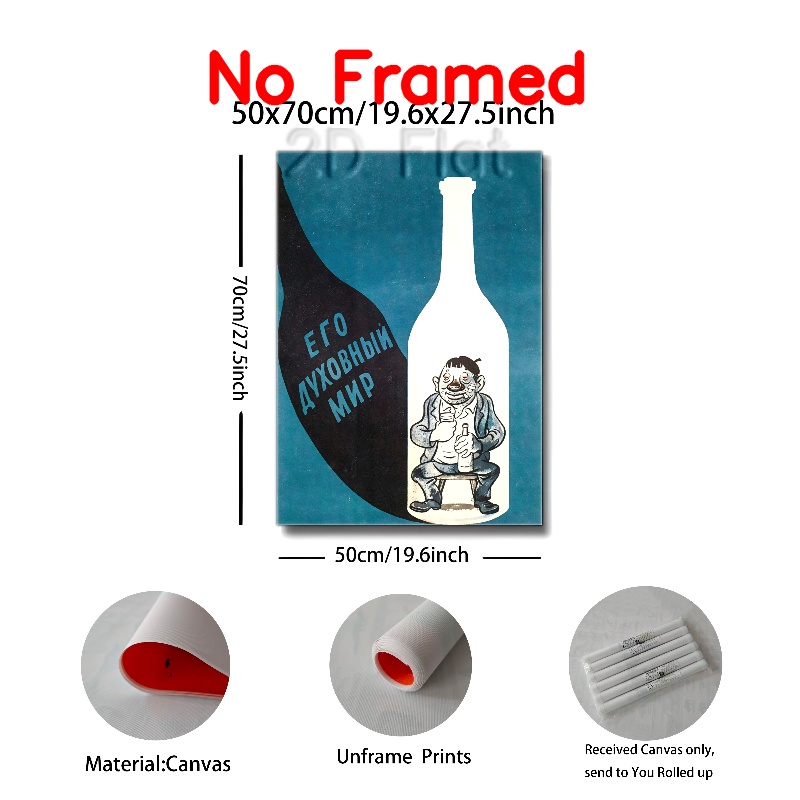 No Framed
50x70cm/19.6x27.5inch
2D Flat
70cm/27.5inch
ЕГО
ДУХОВНЫЙ
МИР
50cm/19.6inch
Material:Canvas
Unframe Prints
Received Canvas only,
send to You Rolled up